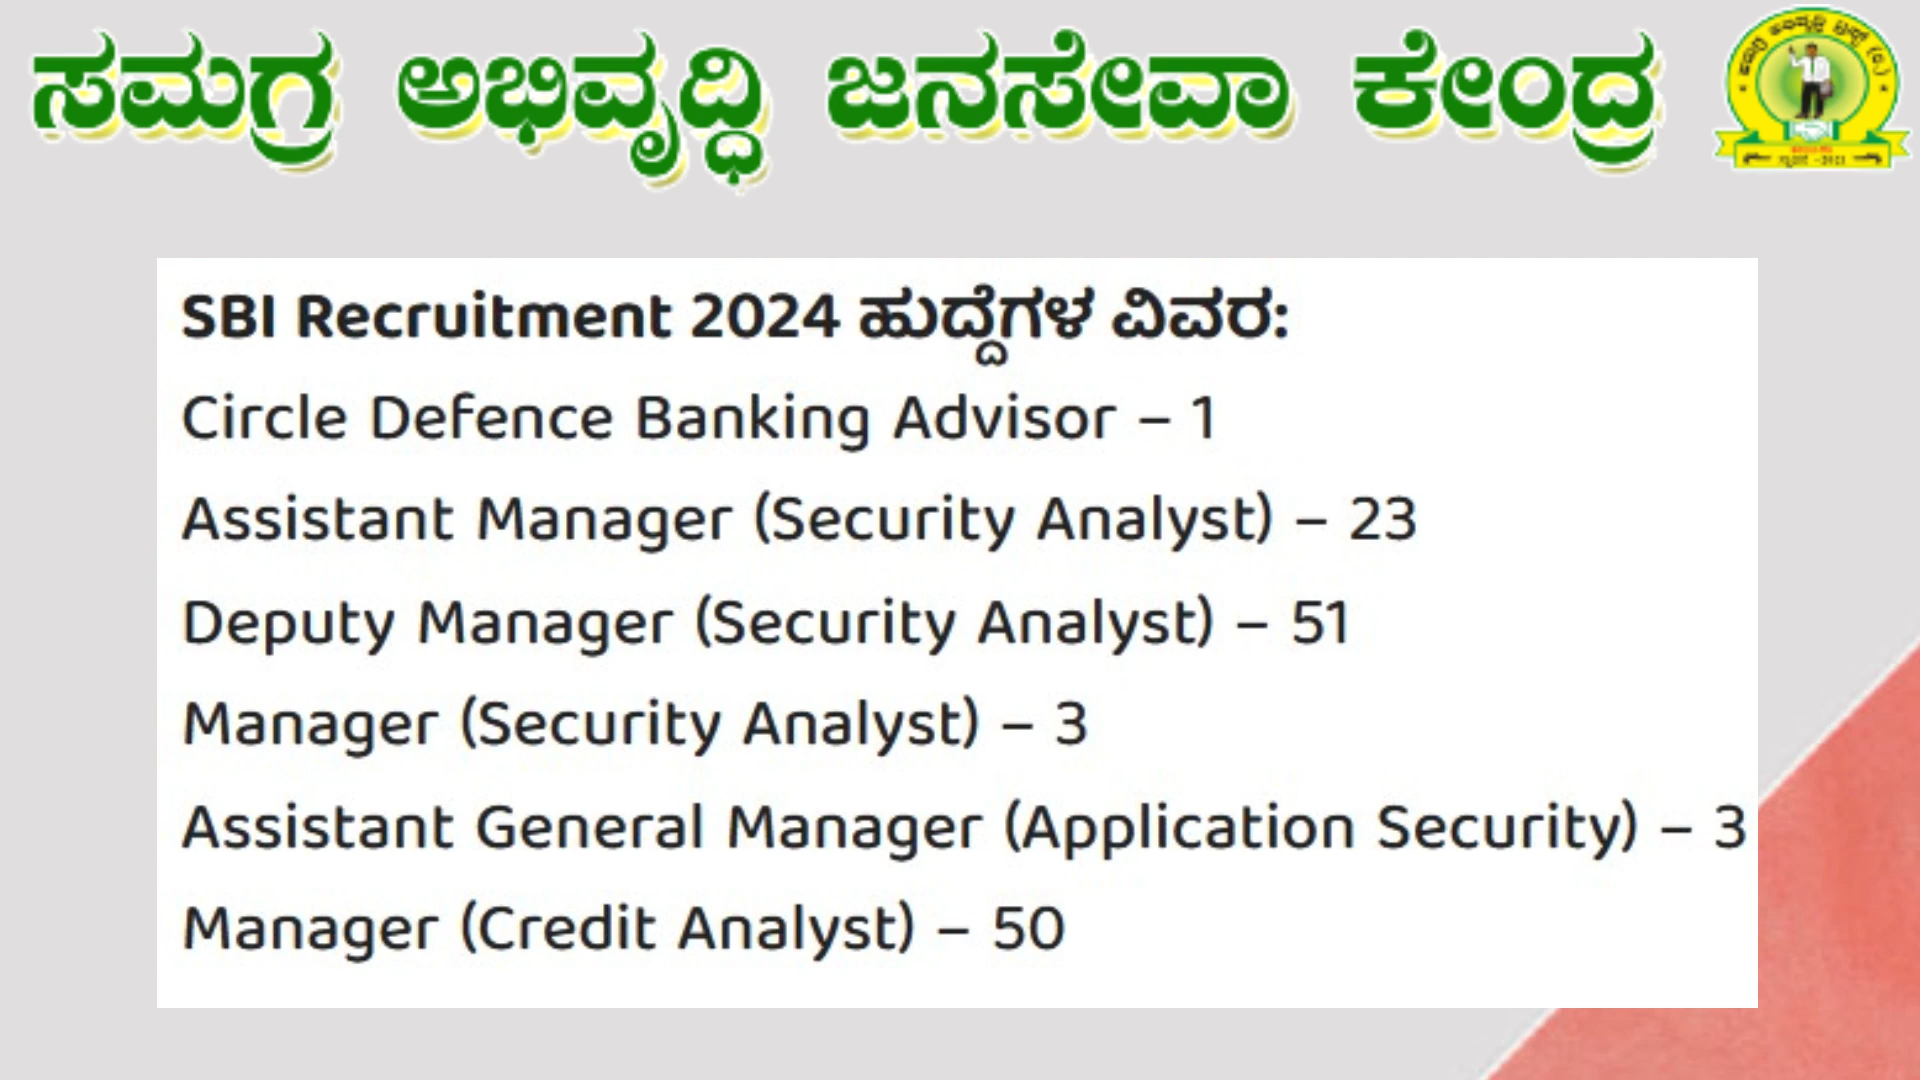 ಸಮಗ್ರ ಅಭಿವೃದ್ಧಿ ಜನಸೇವಾ ಕೇಂದ್ರ
SBI Recruitment 2024 ಹುದ್ದೆಗಳ ವಿವರ:
Circle Defence Banking Advisor – 1
Assistant Manager (Security Analyst) – 23
Deputy Manager (Security Analyst) – 51
Manager (Security Analyst) – 3
Assistant General Manager (Application Security) – 3
Manager (Credit Analyst) – 50